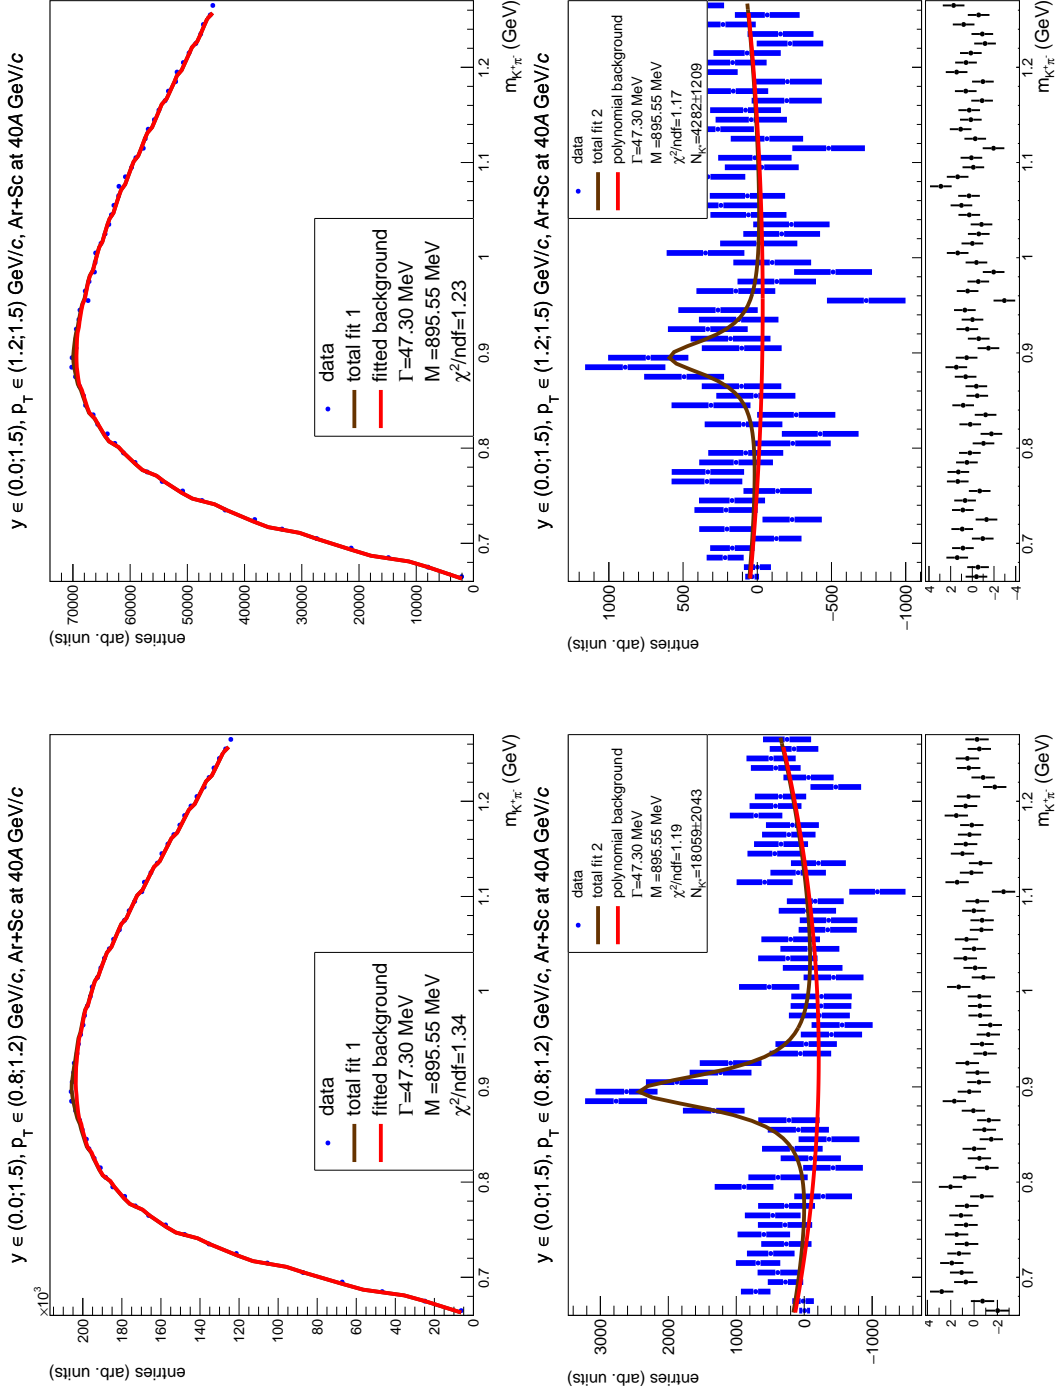 y ∈ (0.0;1.5), p_T ∈ (0.8;1.2) GeV/c, Ar+Sc at 40A GeV/c
×10³
entries (arb. units)
200
180
160
140
120
100
80
60
40
20
0
data
total fit 1
fitted background
Γ=47.30 MeV
M =895.55 MeV
χ²/ndf=1.34
0.7 0.8 0.9 1 1.1 1.2
m_K⁺π⁻ (GeV)
y ∈ (0.0;1.5), p_T ∈ (1.2;1.5) GeV/c, Ar+Sc at 40A GeV/c
entries (arb. units)
70000
60000
50000
40000
30000
20000
10000
0
data
total fit 1
fitted background
Γ=47.30 MeV
M =895.55 MeV
χ²/ndf=1.23
0.7 0.8 0.9 1 1.1 1.2
m_K⁺π⁻ (GeV)
y ∈ (0.0;1.5), p_T ∈ (0.8;1.2) GeV/c, Ar+Sc at 40A GeV/c
entries (arb. units)
3000
2000
1000
0
−1000
data
total fit 2
polynomial background
Γ=47.30 MeV
M =895.55 MeV
χ²/ndf=1.19
N_K*=18059±2043
4
2
0
−2
0.7 0.8 0.9 1 1.1 1.2
m_K⁺π⁻ (GeV)
y ∈ (0.0;1.5), p_T ∈ (1.2;1.5) GeV/c, Ar+Sc at 40A GeV/c
entries (arb. units)
1000
500
0
−500
−1000
data
total fit 2
polynomial background
Γ=47.30 MeV
M =895.55 MeV
χ²/ndf=1.17
N_K*=4282±1209
4
2
0
−2
−4
0.7 0.8 0.9 1 1.1 1.2
m_K⁺π⁻ (GeV)